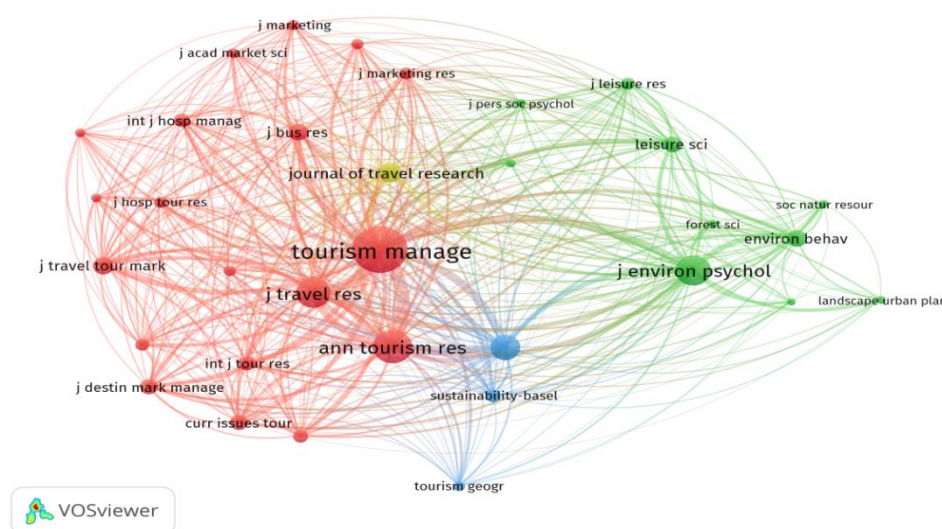 j marketing
j acad market sci
j marketing res
j leisure res
j pers soc psychol
int j hosp manag
j bus res
leisure sci
journal of travel research
j hosp tour res
soc natur resour
forest sci
environ behav
tourism manage
j travel tour mark
j environ psychol
j travel res
landscape urban plan
ann tourism res
int j tour res
j destin mark manage
sustainability-basel
curr issues tour
tourism geogr
VOSviewer